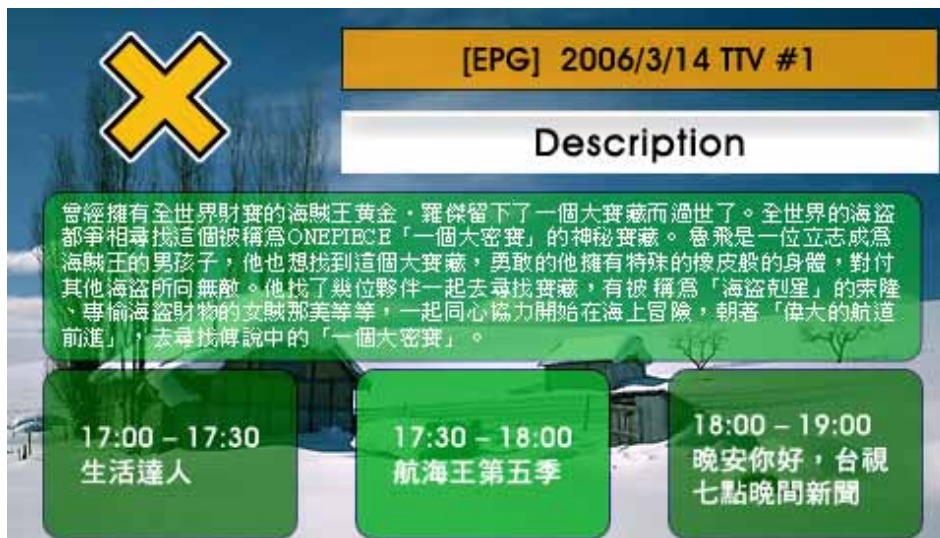 [EPG] 2006/3/14 TTV #1
Description
曾經擁有全世界財寶的海賊王黄金・羅傑留下了一個大寶藏而過世了。全世界的海盜
都爭相尋找這個被稱為ONEPIECE「一個大密寶」的神秘寶藏。魯飛是一位立志成為
海賊王的男孩子，他也想找到這個大寶藏，勇敢的他擁有特殊的橡皮般的身體，對付
其他海盜所向無敵。他找了幾位夥伴一起去尋找寶藏，有被 稱為「海盜剋星」的索隆
、專偷海盜財物的女賊那美等等，一起同心協力開始在海上冒險，朝著「偉大的航道
前進」，去尋找傳說中的「一個大密寶」。
17:00 – 17:30
生活達人
17:30 – 18:00
航海王第五季
18:00 – 19:00
晚安你好，台視
七點晚間新聞